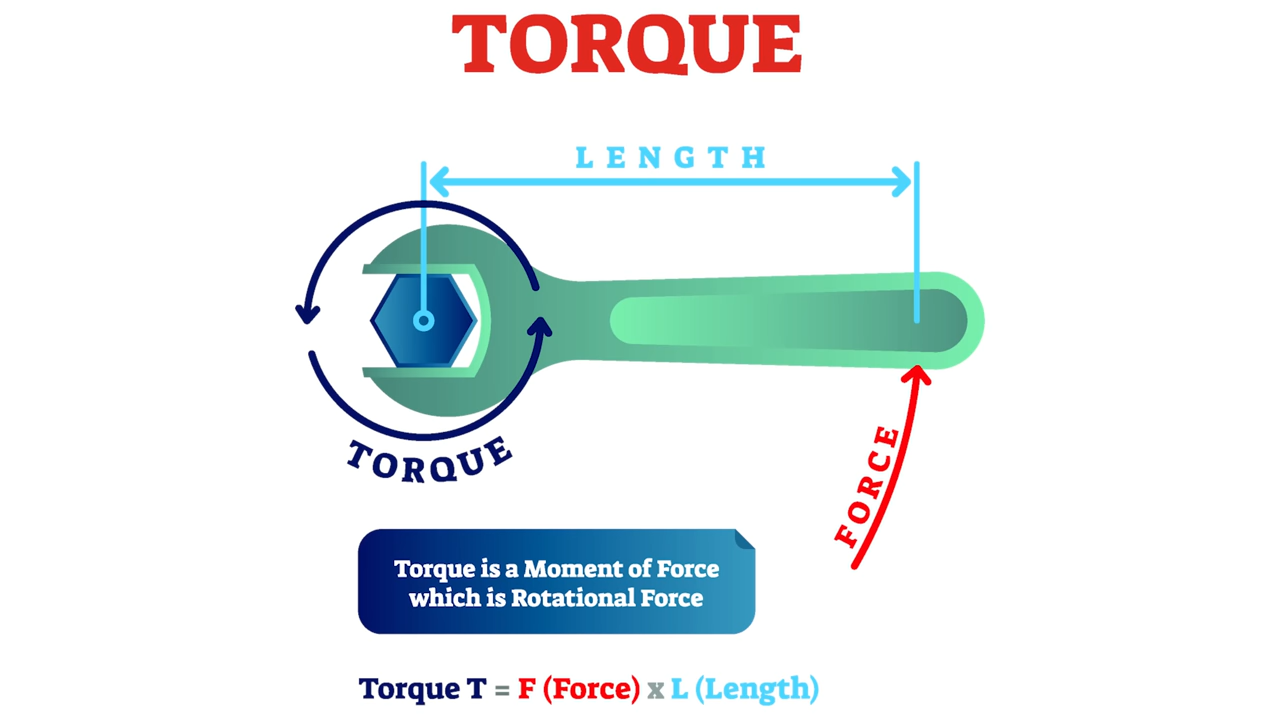 TORQUE
LENGTH
TORQUE
FORCE
Torque is a Moment of Force
which is Rotational Force
Torque T = F (Force) x L (Length)